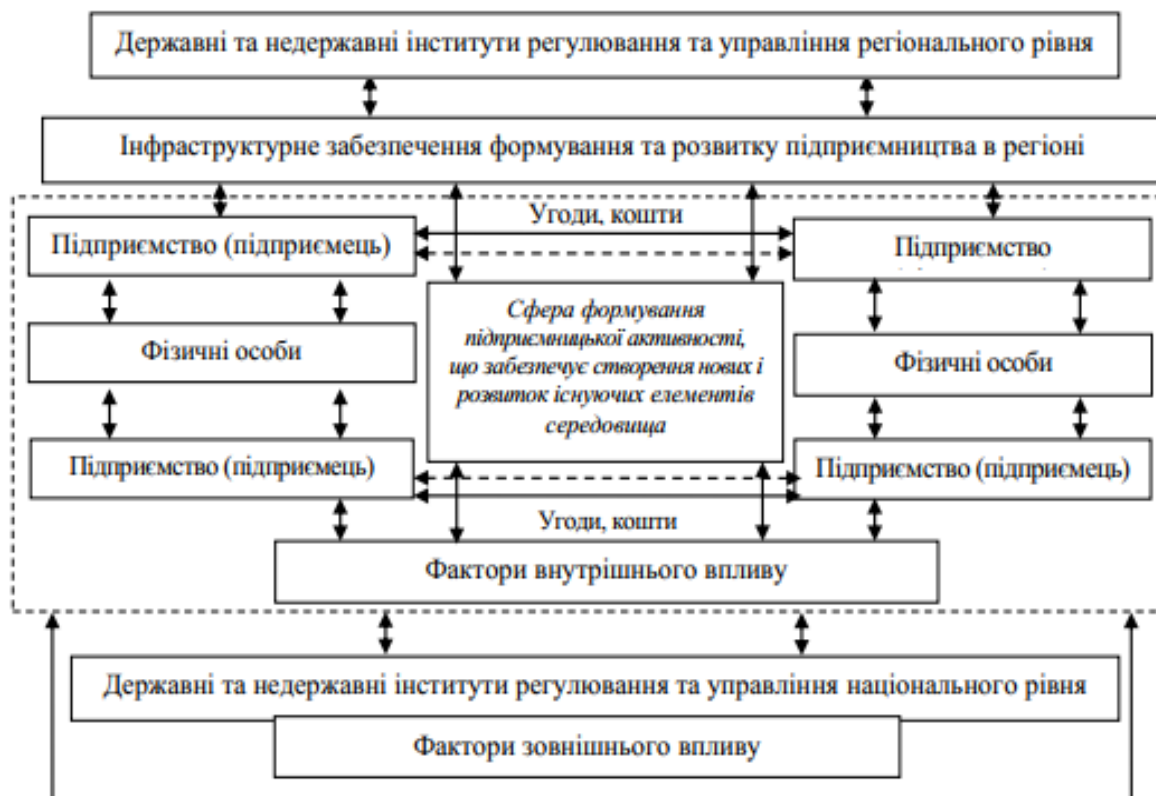 Державні та недержавні інститути регулювання та управління регіонального рівня
Інфраструктурне забезпечення формування та розвитку підприємництва в регіоні
Угоди, кошти
Підприємство (підприємець)
Підприємство
Сфера формування
підприємницької активності,
що забезпечує створення нових і
розвиток існуючих елементів
середовища
Фізичні особи
Фізичні особи
Підприємство (підприємець)
Підприємство (підприємець)
Угоди, кошти
Фактори внутрішнього впливу
Державні та недержавні інститути регулювання та управління національного рівня
Фактори зовнішнього впливу